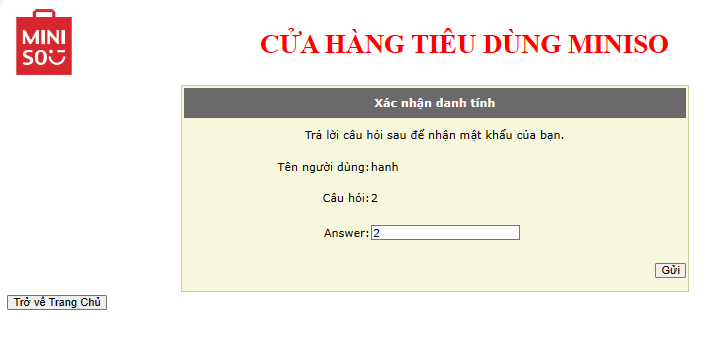 MINI
SO
CỬA HÀNG TIÊU DÙNG MINISO
Xác nhận danh tính
Trả lời câu hỏi sau để nhận mật khẩu của bạn.
Tên người dùng:hanh
Câu hỏi:2
Answer:2
Gửi
Trở về Trang Chủ